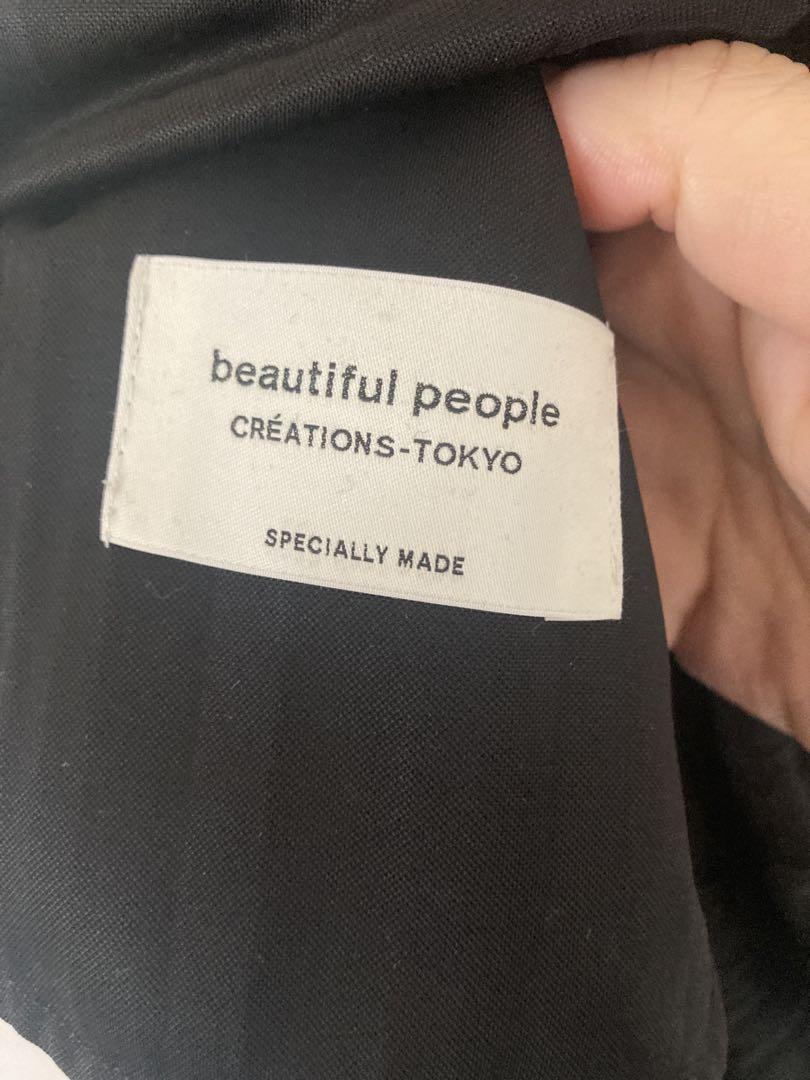 beautiful people
CRÉATIONS-TOKYO
SPECIALLY MADE